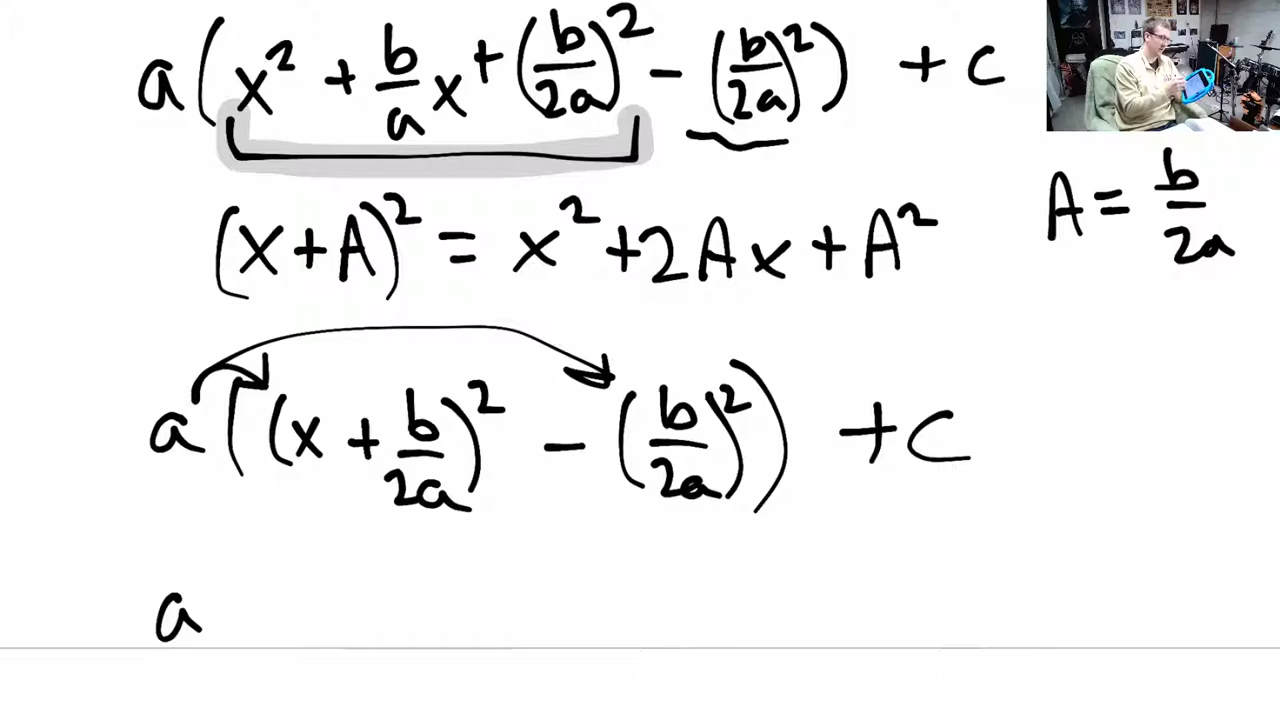 a(x² + b/a x + (b/2a)² - (b/2a)²) + c
A = b/2a
(x+A)² = x² + 2Ax + A²
a((x + b/2a)² - (b/2a)²) + c
a